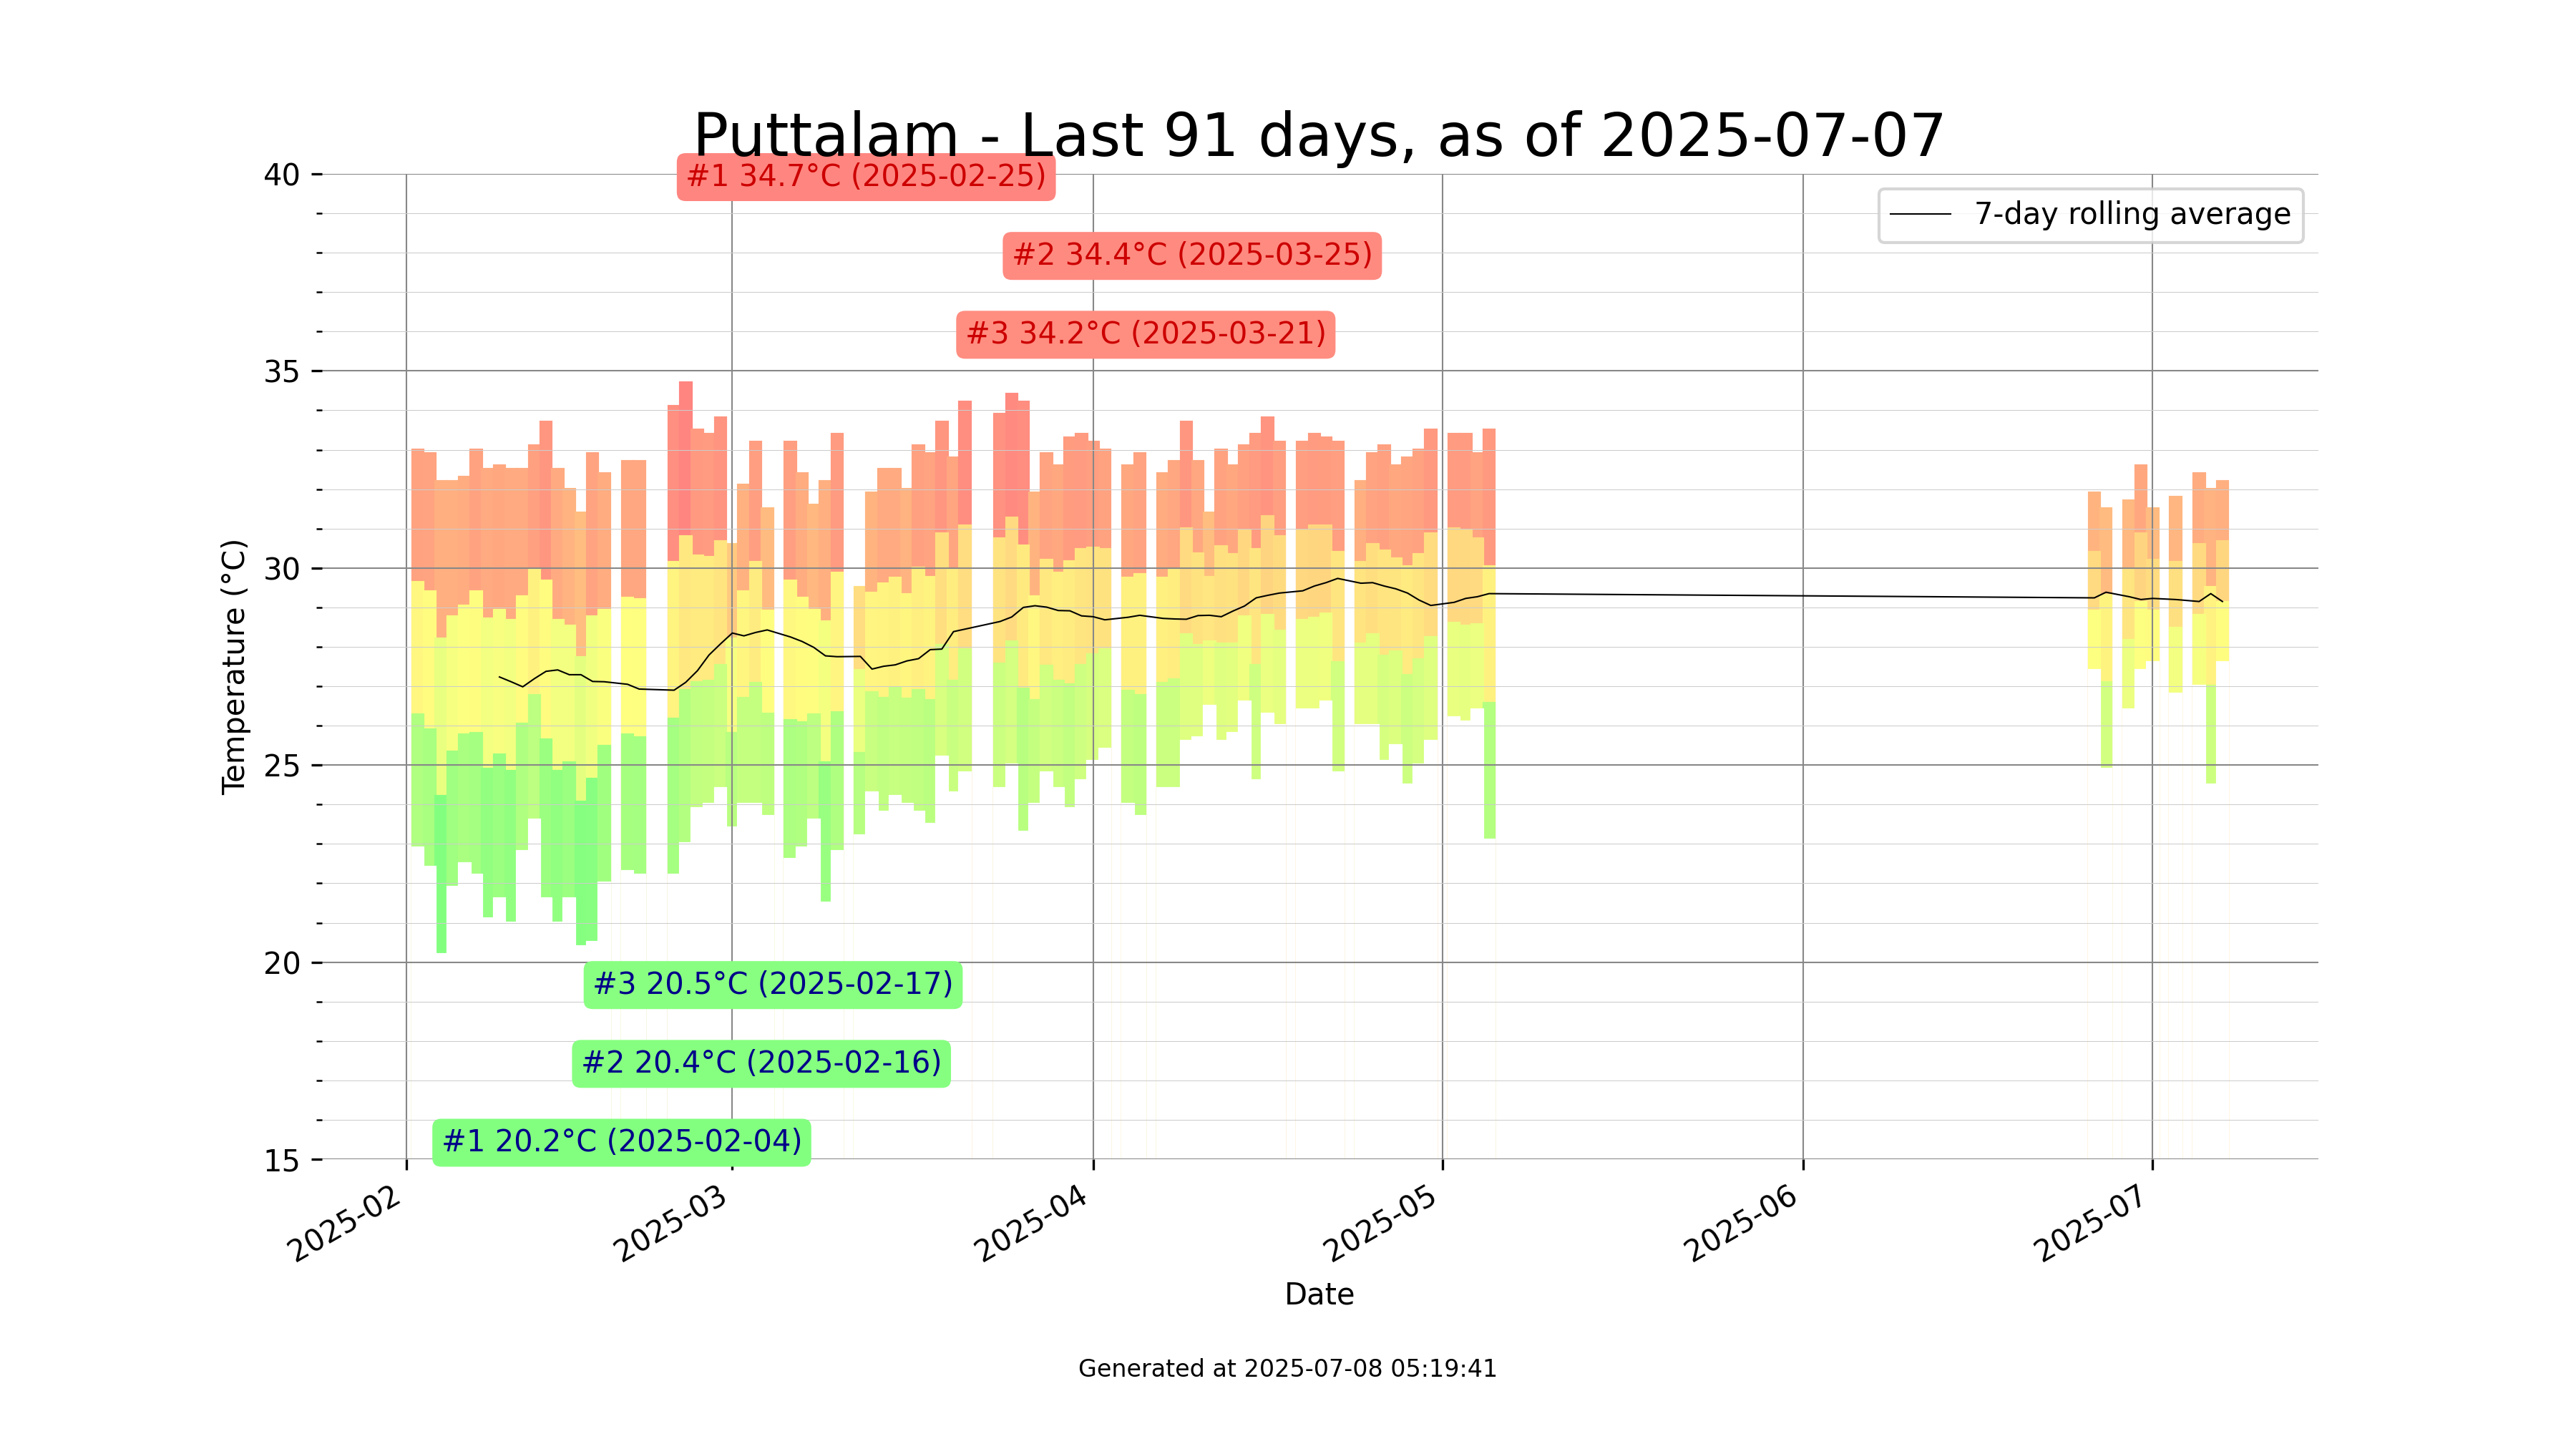 Puttalam - Last 91 days, as of 2025-07-07
#1 34.7°C (2025-02-25)
#2 34.4°C (2025-03-25)
#3 34.2°C (2025-03-21)
7-day rolling average
40
35
30
25
20
15
Temperature (°C)
#3 20.5°C (2025-02-17)
#2 20.4°C (2025-02-16)
#1 20.2°C (2025-02-04)
2025-02
2025-03
2025-04
2025-05
2025-06
2025-07
Date
Generated at 2025-07-08 05:19:41